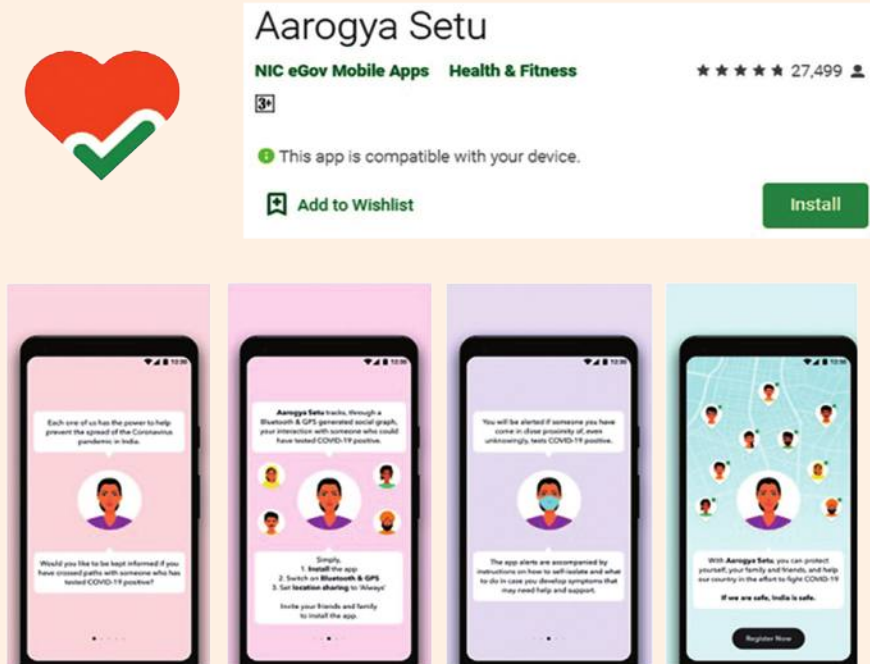 Aarogya Setu
NIC eGov Mobile Apps Health & Fitness
27,499
3+
This app is compatible with your device.
Add to Wishlist
Install
12:30
Each one of us has the power to help
prevent the spread of the Coronavirus
pandemic in India.
Would you like to be kept informed if you
have crossed paths with someone who has
tested COVID-19 positive?
12:30
Aarogya Setu tracks, through a
Bluetooth & GPS generated social graph,
your interaction with someone who could
have tested COVID-19 positive.
Simply,
1. Install the app
2. Switch on Bluetooth & GPS
3. Set location sharing to 'Always'
Invite your friends and family
to install the app.
12:30
You will be alerted if someone you have
come in close proximity of, even
unknowingly, tests COVID-19 positive.
The app alerts are accompanied by
instructions on how to self-isolate and what
to do in case you develop symptoms that
may need help and support.
12:30
With Aarogya Setu, you can protect
yourself, your family and friends, and help
our country in the effort to fight COVID-19
If we are safe, India is safe.
Register Now